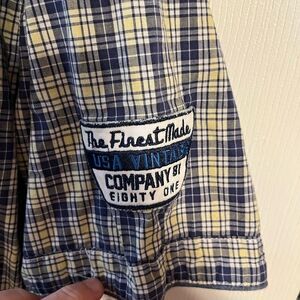 The Finest Made
USA VINTAGE
COMPANY 81
EIGHTY ONE